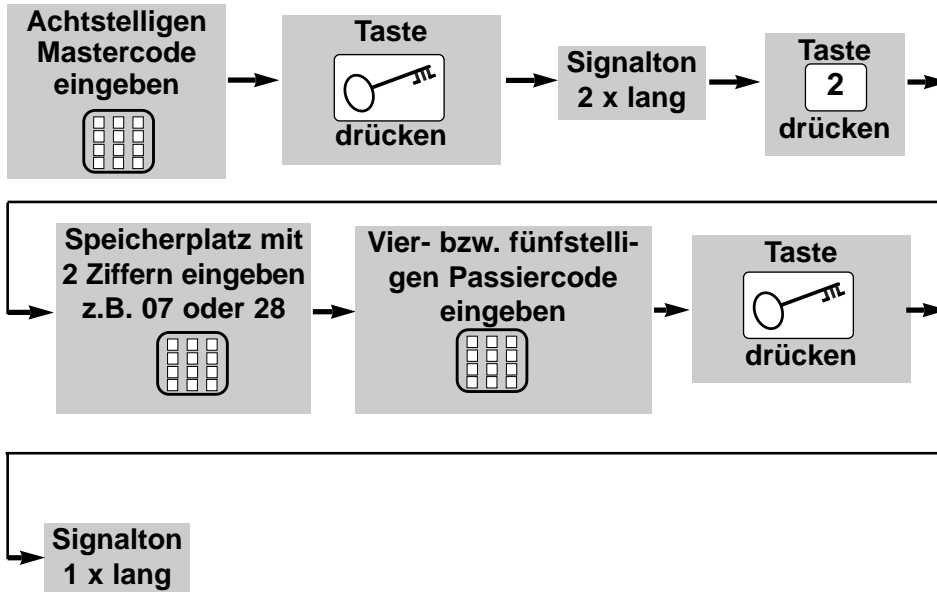 Achtstelligen
Mastercode
eingeben
Taste
drücken
Signalton
2 x lang
Taste
2
drücken
Speicherplatz mit
2 Ziffern eingeben
z.B. 07 oder 28
Vier- bzw. fünfstelli-
gen Passiercode
eingeben
Taste
drücken
Signalton
1 x lang